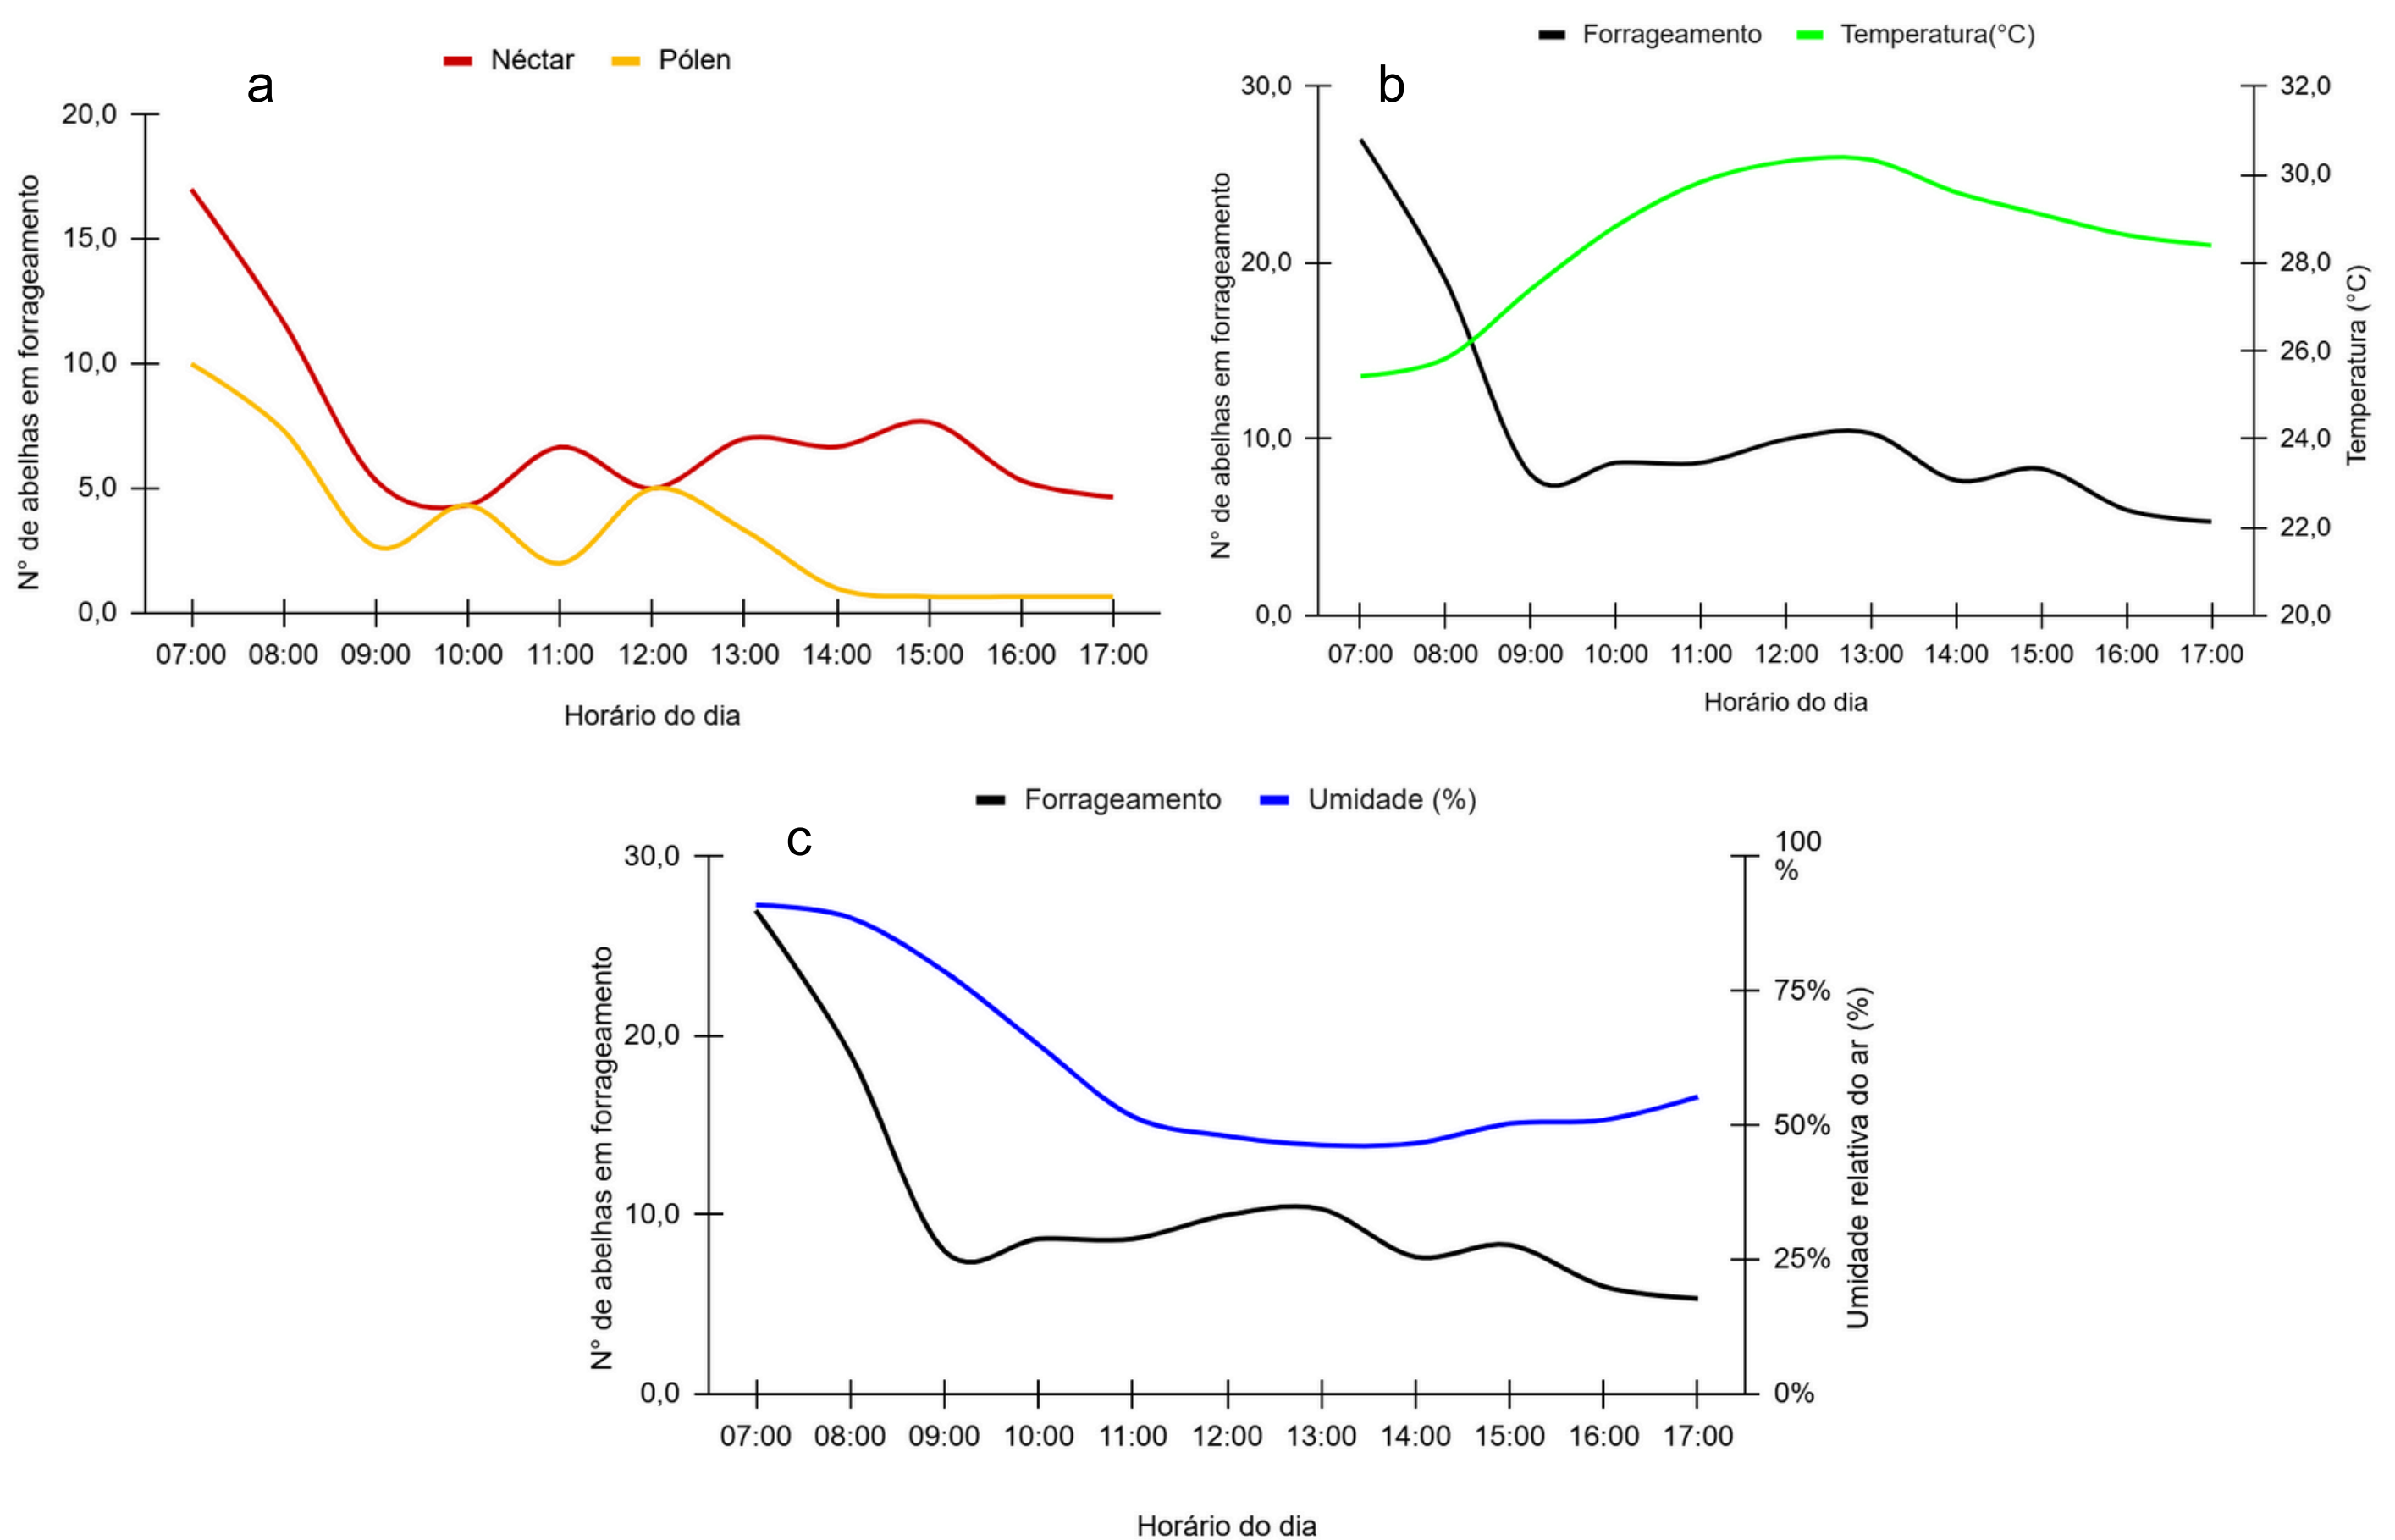 Néctar Pólen
a
20,0
15,0
10,0
5,0
0,0
N° de abelhas em forrageamento
07:00 08:00 09:00 10:00 11:00 12:00 13:00 14:00 15:00 16:00 17:00
Horário do dia
Forrageamento Temperatura(°C)
b
30,0
20,0
10,0
0,0
N° de abelhas em forrageamento
32,0
30,0
28,0
26,0
24,0
22,0
20,0
Temperatura (°C)
07:00 08:00 09:00 10:00 11:00 12:00 13:00 14:00 15:00 16:00 17:00
Horário do dia
Forrageamento Umidade (%)
c
30,0
20,0
10,0
0,0
N° de abelhas em forrageamento
100
%
75%
50%
25%
0%
Umidade relativa do ar (%)
07:00 08:00 09:00 10:00 11:00 12:00 13:00 14:00 15:00 16:00 17:00
Horário do dia